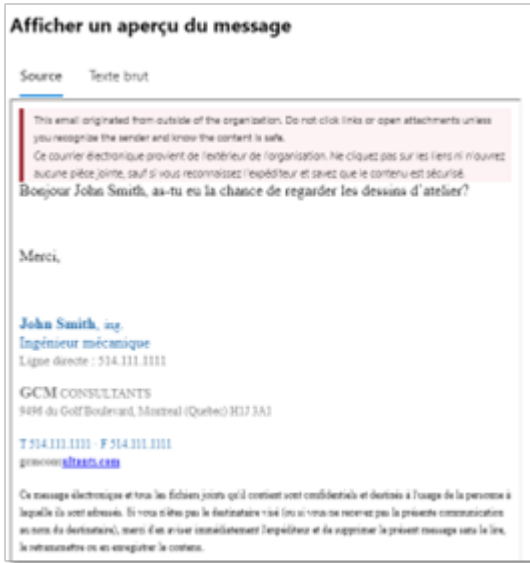 Afficher un aperçu du message
Source Texte brut
This email originated from outside of the organization. Do not click links or open attachments unless
you recognize the sender and know the content is safe.
Ce courrier électronique provient de l'extérieur de l'organisation. Ne cliquez pas sur les liens ni n'ouvrez
aucune pièce jointe, sauf si vous reconnaissez l'expéditeur et savez que le contenu est sécurisé.
Bonjour John Smith, as-tu eu la chance de regarder les dessins d'atelier?
Merci,
John Smith, ing.
Ingénieur mécanique
Ligne directe : 514.111.1111
GCM CONSULTANTS
9496 du Golf Boulevard, Montreal (Quebec) H1J 3A1
T 514.111.1111 - F 514.111.1111
gcmconsultants.com
Ce message électronique et tous les fichiers joints qu'il contient sont confidentiels et destinés à l'usage de la personne à
laquelle ils sont adressés. Si vous n'êtes pas le destinataire visé (ou si vous ne recevez pas la présente communication
au nom du destinataire), merci d'en aviser immédiatement l'expéditeur et de supprimer le présent message sans le lire,
le retransmettre ou en enregistrer le contenu.